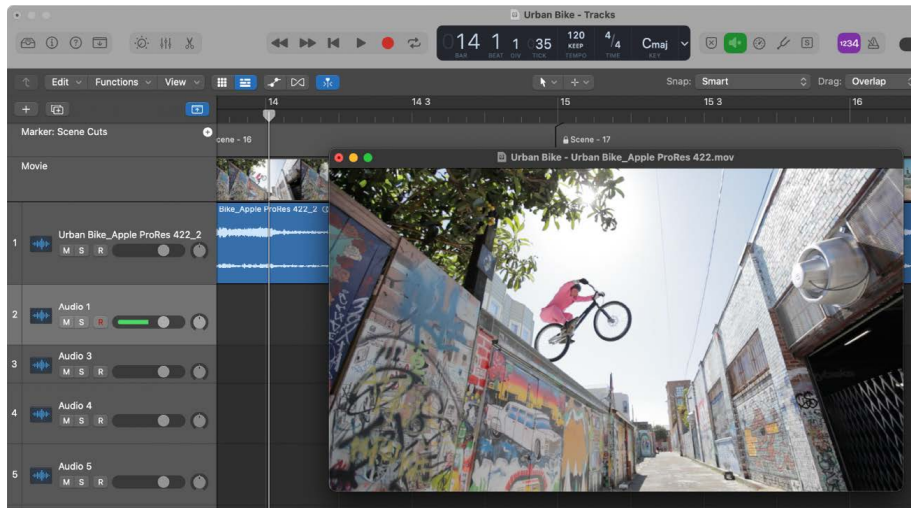 Urban Bike - Tracks
014 1 1 035 120 4/4 Cmaj
KEEP
BAR BEAT DIV TICK TEMPO TIME KEY
S 1234
Edit Functions View Snap: Smart Drag: Overlap
14 14 3 15 15 3 16
Marker: Scene Cuts
cene - 16 Scene - 17
Movie
Urban Bike - Urban Bike_Apple ProRes 422.mov
Bike_Apple ProRes 422_2
1 Urban Bike_Apple ProRes 422_2
M S R
2 Audio 1
M S R
3 Audio 3
M S R
4 Audio 4
M S R
5 Audio 5
M S R